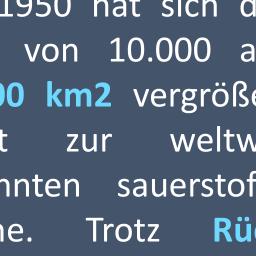 1950 hat sich d
von 10.000 a
00 km2 vergröße
t zur weltw
nnten sauerstof
ne. Trotz Rü